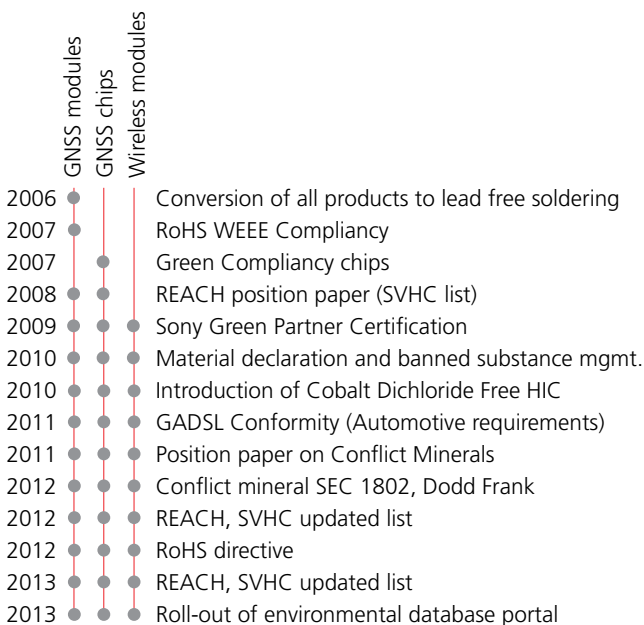 GNSS modules
GNSS chips
Wireless modules
2006 Conversion of all products to lead free soldering
2007 RoHS WEEE Compliancy
2007 Green Compliancy chips
2008 REACH position paper (SVHC list)
2009 Sony Green Partner Certification
2010 Material declaration and banned substance mgmt.
2010 Introduction of Cobalt Dichloride Free HIC
2011 GADSL Conformity (Automotive requirements)
2011 Position paper on Conflict Minerals
2012 Conflict mineral SEC 1802, Dodd Frank
2012 REACH, SVHC updated list
2012 RoHS directive
2013 REACH, SVHC updated list
2013 Roll-out of environmental database portal